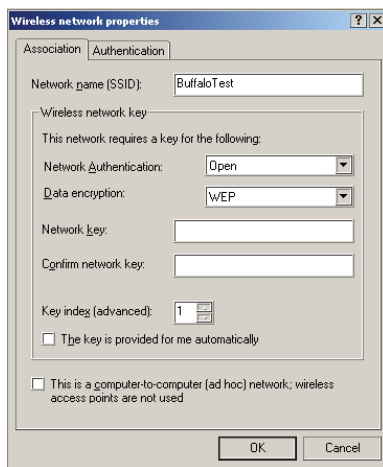 Wireless network properties
Association
Authentication
Network name (SSID): BuffaloTest
Wireless network key
This network requires a key for the following:
Network Authentication: Open
Data encryption: WEP
Network key:
Confirm network key:
Key index (advanced): 1
The key is provided for me automatically
This is a computer-to-computer (ad hoc) network; wireless
access points are not used
OK
Cancel